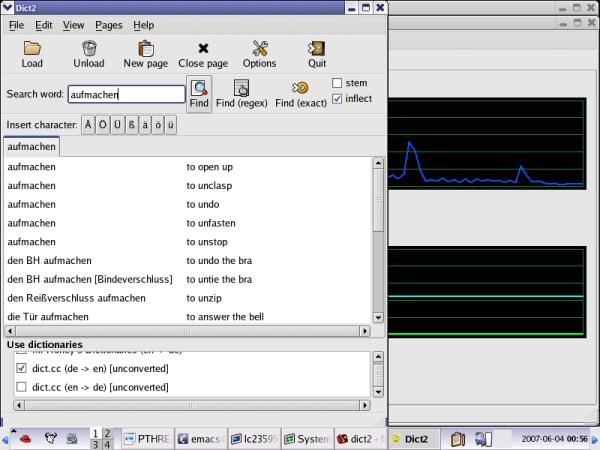 Dict2
File Edit View Pages Help
Load Unload New page Close page Options Quit
Search word: aufmachen Find Find (regex) Find (exact) stem
inflect
Insert character: Ä Ö Ü ß ä ö ü
aufmachen
aufmachen to open up
aufmachen to unclasp
aufmachen to undo
aufmachen to unfasten
aufmachen to unstop
den BH aufmachen to undo the bra
den BH aufmachen [Bindeverschluss] to untie the bra
den Reißverschluss aufmachen to unzip
die Tür aufmachen to answer the bell
Use dictionaries
dict.cc (de -> en) [unconverted]
dict.cc (en -> de) [unconverted]
1 2
3 4
PTHRE emacs lc23595 System dict2 - Dict2 2007-06-04 00:56